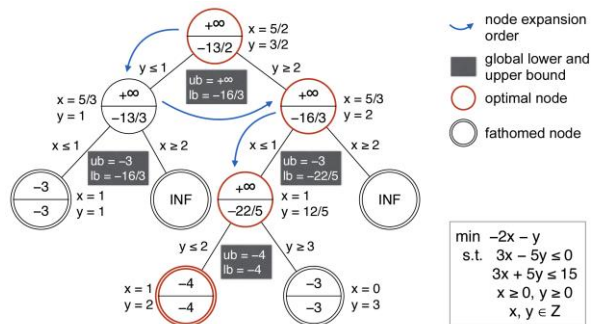 +∞
−13/2
x = 5/2
y = 3/2
y ≤ 1
y ≥ 2
ub = +∞
lb = −16/3
x = 5/3
y = 1
+∞
−13/3
+∞
−16/3
x = 5/3
y = 2
x ≤ 1
x ≥ 2
ub = −3
lb = −16/3
x ≤ 1
x ≥ 2
ub = −3
lb = −22/5
−3
−3
x = 1
y = 1
INF
+∞
−22/5
x = 1
y = 12/5
INF
y ≤ 2
y ≥ 3
ub = −4
lb = −4
x = 1
y = 2
−4
−4
−3
−3
x = 0
y = 3
node expansion
order
global lower and
upper bound
optimal node
fathomed node
min −2x − y
s.t. 3x − 5y ≤ 0
3x + 5y ≤ 15
x ≥ 0, y ≥ 0
x, y ∈ Z